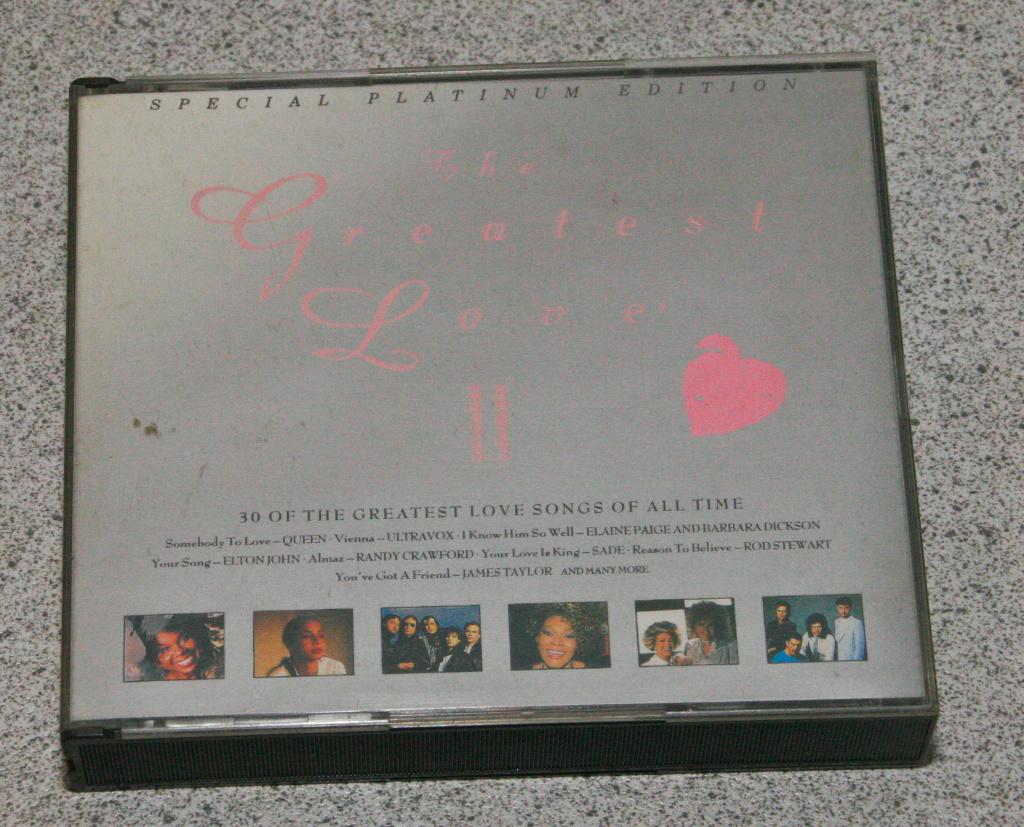 SPECIAL PLATINUM EDITION
The
Greatest
Love
II
30 OF THE GREATEST LOVE SONGS OF ALL TIME
Somebody To Love – QUEEN · Vienna – ULTRAVOX · I Know Him So Well – ELAINE PAIGE AND BARBARA DICKSON
Your Song – ELTON JOHN · Almaz – RANDY CRAWFORD · Your Love Is King – SADE · Reason To Believe – ROD STEWART
You've Got A Friend – JAMES TAYLOR AND MANY MORE